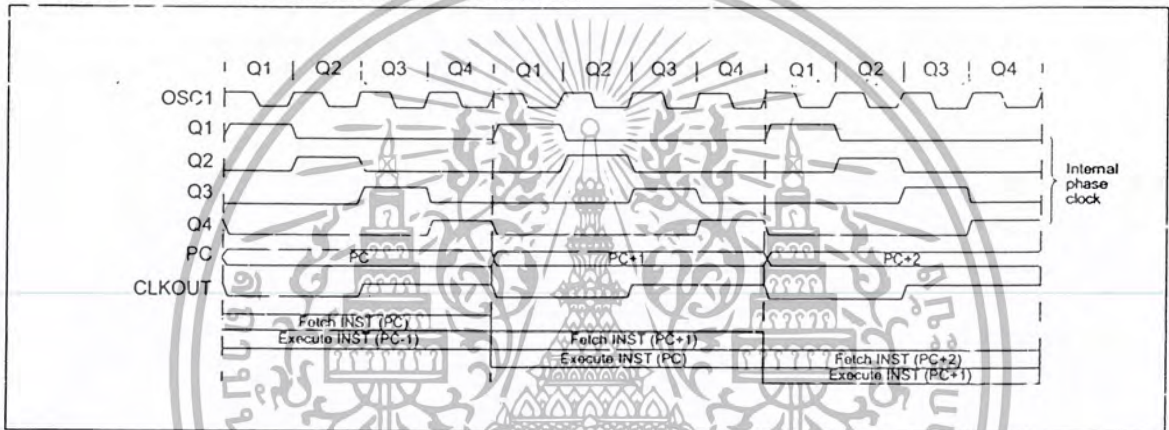 Q1 Q2 Q3 Q4 Q1 Q2 Q3 Q4 Q1 Q2 Q3 Q4
OSC1
Q1
Q2
Q3
Q4
Internal
phase
clock
PC PC PC+1 PC+2
CLKOUT
Fetch INST (PC)
Execute INST (PC-1) Fetch INST (PC+1)
Execute INST (PC) Fetch INST (PC+2)
Execute INST (PC+1)